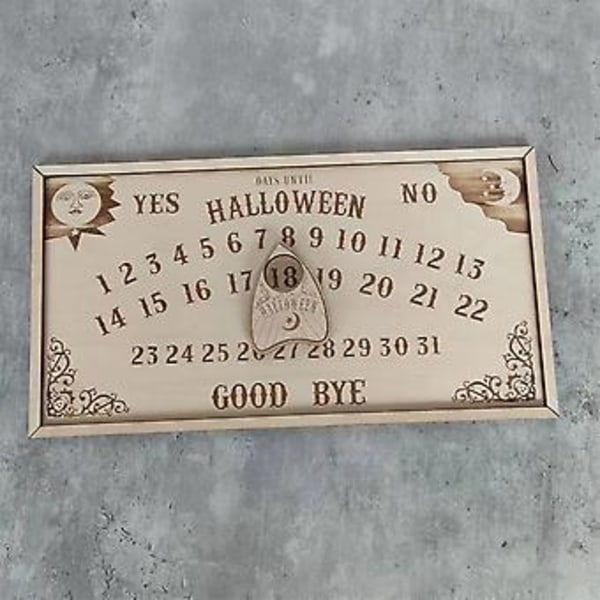 DAYS UNTIL
YES HALLOWEEN NO
1 2 3 4 5 6 7 8 9 10 11 12 13
14 15 16 17 18 19 20 21 22
HALLOWEEN
23 24 25 26 27 28 29 30 31
GOOD BYE